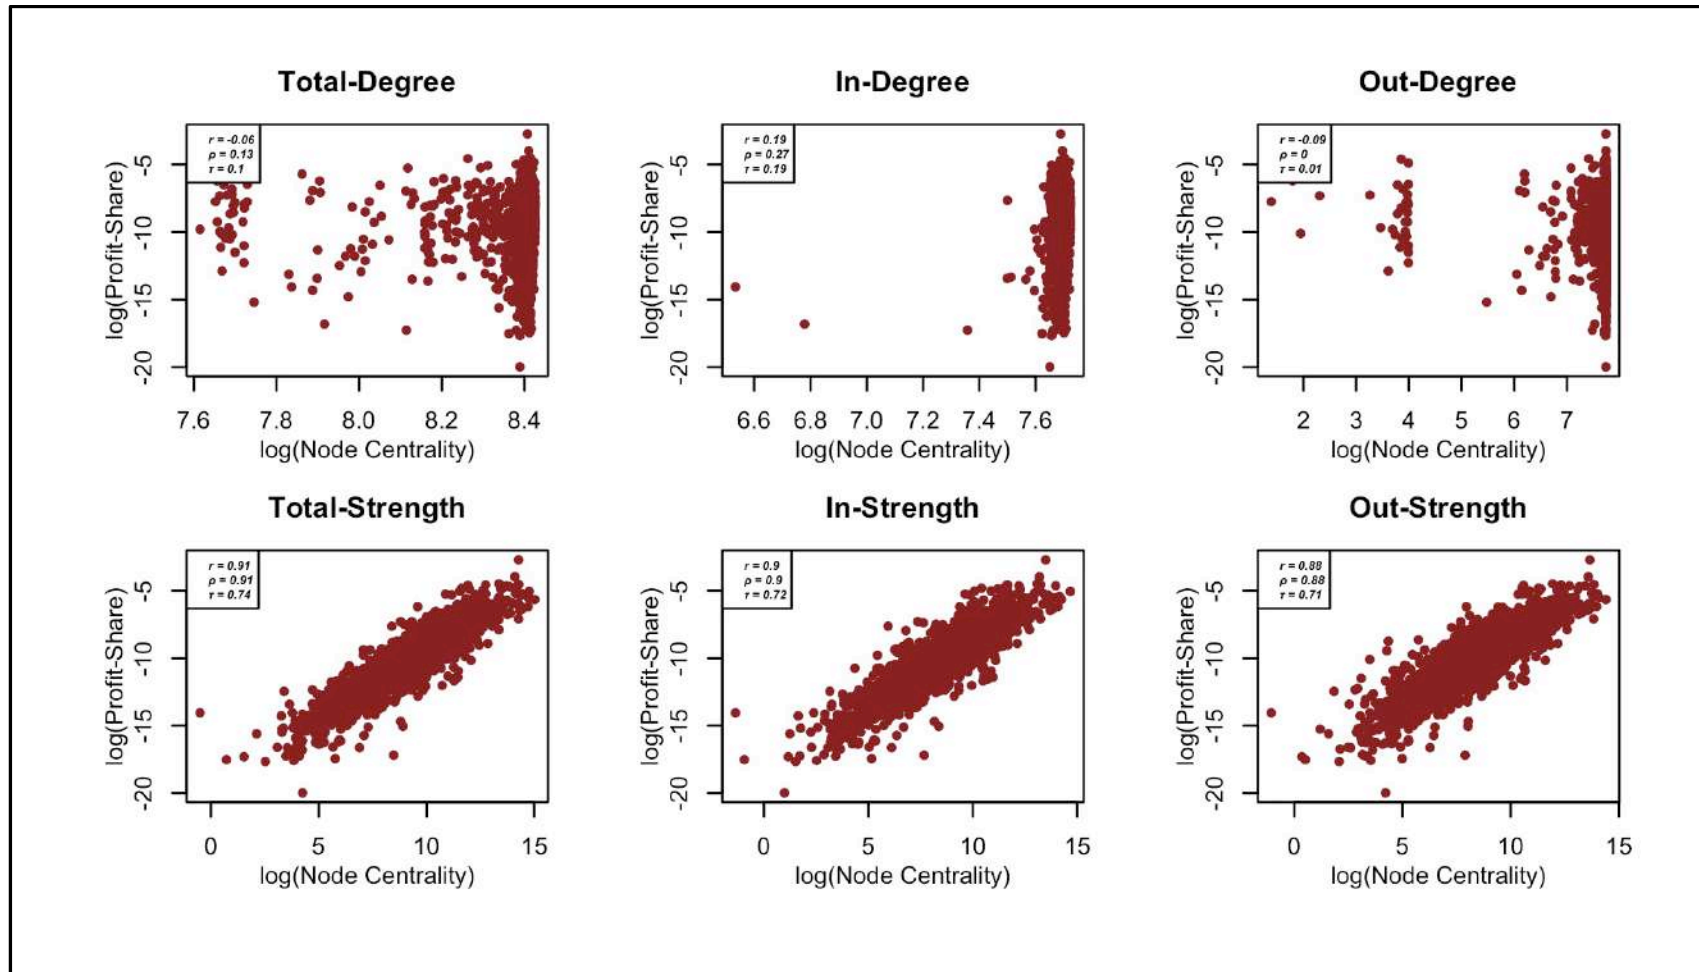 Total-Degree
r = -0.06
ρ = 0.13
τ = 0.1
log(Profit-Share)
-5
-10
-15
-20
7.6 7.8 8.0 8.2 8.4
log(Node Centrality)
In-Degree
r = 0.19
ρ = 0.27
τ = 0.19
log(Profit-Share)
-5
-10
-15
-20
6.6 6.8 7.0 7.2 7.4 7.6
log(Node Centrality)
Out-Degree
r = -0.09
ρ = 0
τ = 0.01
log(Profit-Share)
-5
-10
-15
-20
2 3 4 5 6 7
log(Node Centrality)
Total-Strength
r = 0.91
ρ = 0.91
τ = 0.74
log(Profit-Share)
-5
-10
-15
-20
0 5 10 15
log(Node Centrality)
In-Strength
r = 0.9
ρ = 0.9
τ = 0.72
log(Profit-Share)
-5
-10
-15
-20
0 5 10 15
log(Node Centrality)
Out-Strength
r = 0.88
ρ = 0.88
τ = 0.71
log(Profit-Share)
-5
-10
-15
-20
0 5 10 15
log(Node Centrality)